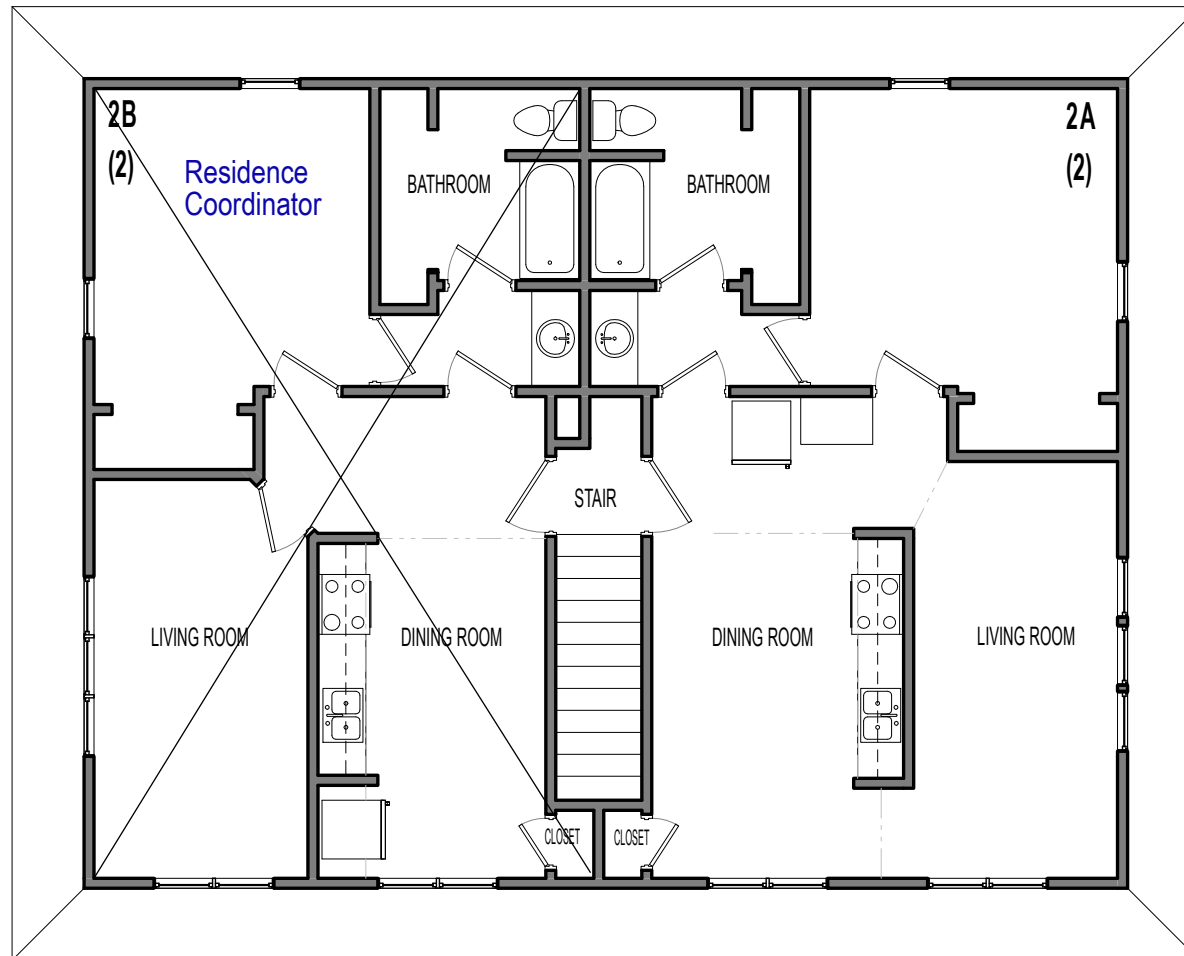 2B
(2)
Residence
Coordinator
BATHROOM
BATHROOM
2A
(2)
STAIR
LIVING ROOM
DINING ROOM
DINING ROOM
LIVING ROOM
CLOSET
CLOSET